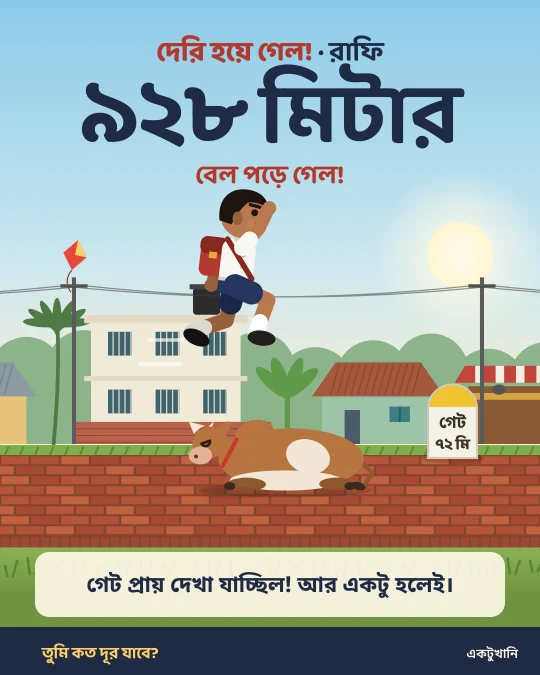 দেরি হয়ে গেল! · রাফি
৯২৮ মিটার
বেল পড়ে গেল!
গেট
৭২ মি
গেট প্রায় দেখা যাচ্ছিল! আর একটু হলেই।
তুমি কত দূর যাবে?
একটুখানি